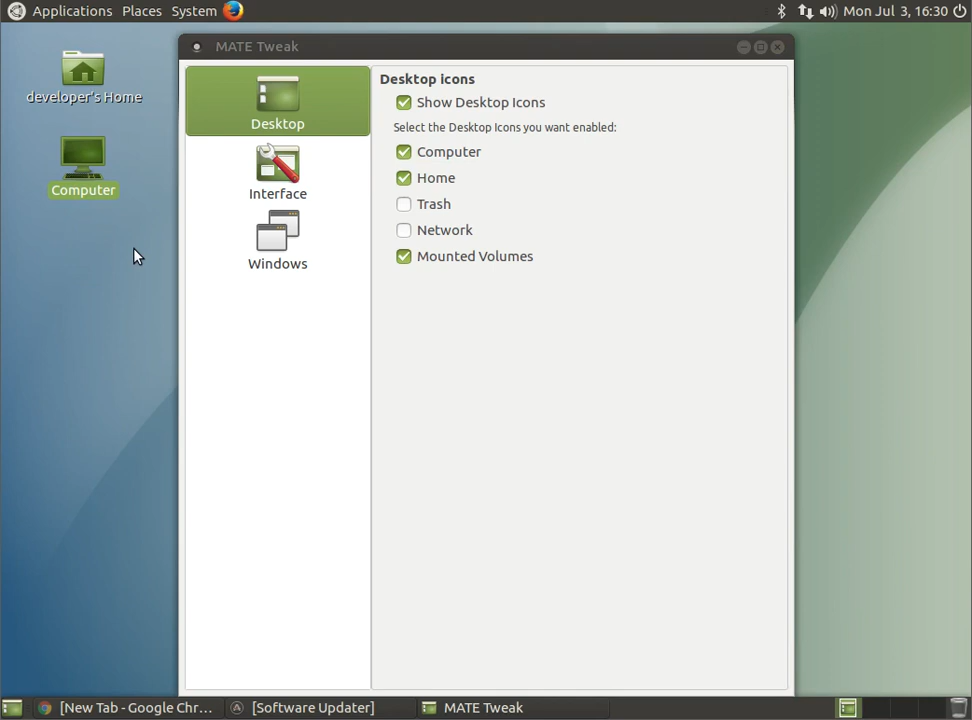 Applications Places System Mon Jul 3, 16:30
MATE Tweak
developer's Home
Computer
Desktop
Interface
Windows
Desktop icons
Show Desktop Icons
Select the Desktop Icons you want enabled:
Computer
Home
Trash
Network
Mounted Volumes
[New Tab - Google Chr... [Software Updater] MATE Tweak